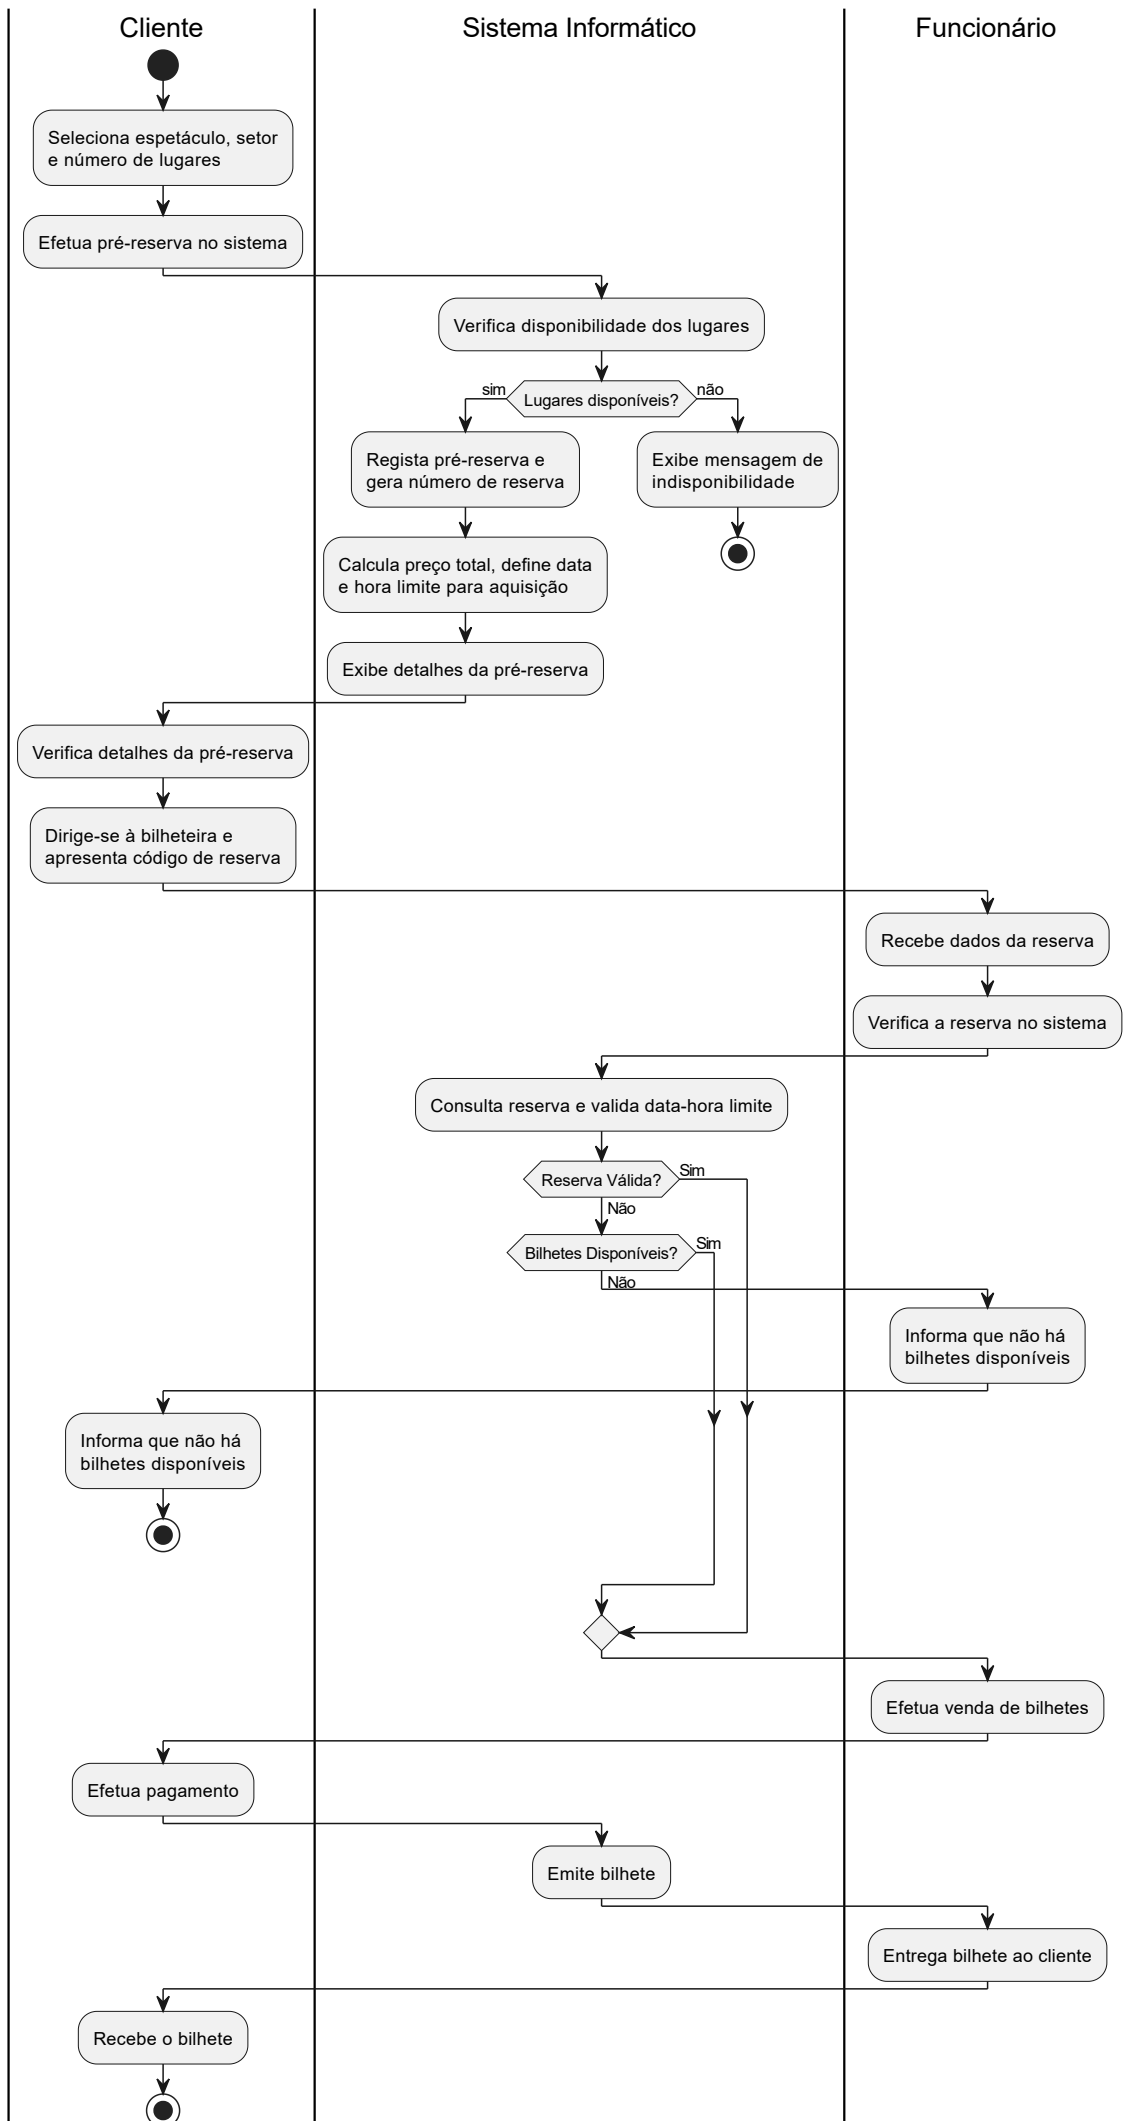 Cliente
Sistema Informático
Funcionário
Seleciona espetáculo, setor
e número de lugares
Efetua pré-reserva no sistema
Verifica disponibilidade dos lugares
sim
Lugares disponíveis?
não
Regista pré-reserva e
gera número de reserva
Exibe mensagem de
indisponibilidade
Calcula preço total, define data
e hora limite para aquisição
Exibe detalhes da pré-reserva
Verifica detalhes da pré-reserva
Dirige-se à bilheteira e
apresenta código de reserva
Recebe dados da reserva
Verifica a reserva no sistema
Consulta reserva e valida data-hora limite
Reserva Válida?
Sim
Não
Bilhetes Disponíveis?
Sim
Não
Informa que não há
bilhetes disponíveis
Informa que não há
bilhetes disponíveis
Efetua venda de bilhetes
Efetua pagamento
Emite bilhete
Entrega bilhete ao cliente
Recebe o bilhete